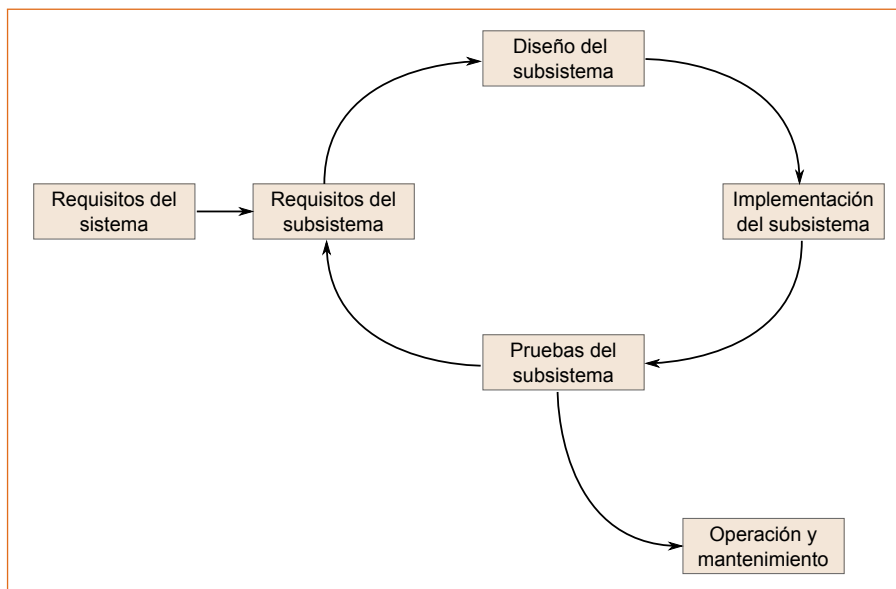 Diseño del
subsistema
Requisitos del
sistema
Requisitos del
subsistema
Implementación
del subsistema
Pruebas del
subsistema
Operación y
mantenimiento